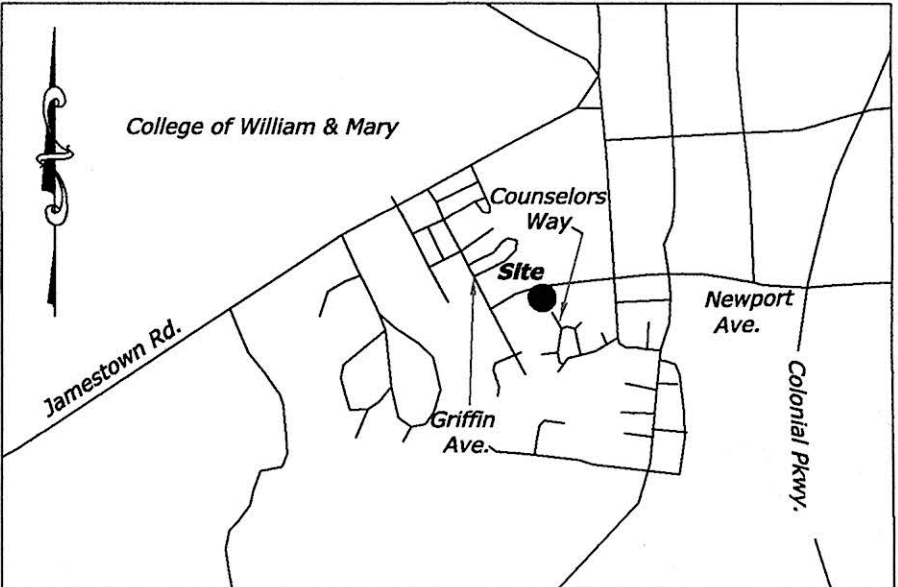 College of William & Mary
Counselors
Way
Site
Newport
Ave.
Jamestown Rd.
Griffin
Ave.
Colonial Pkwy.